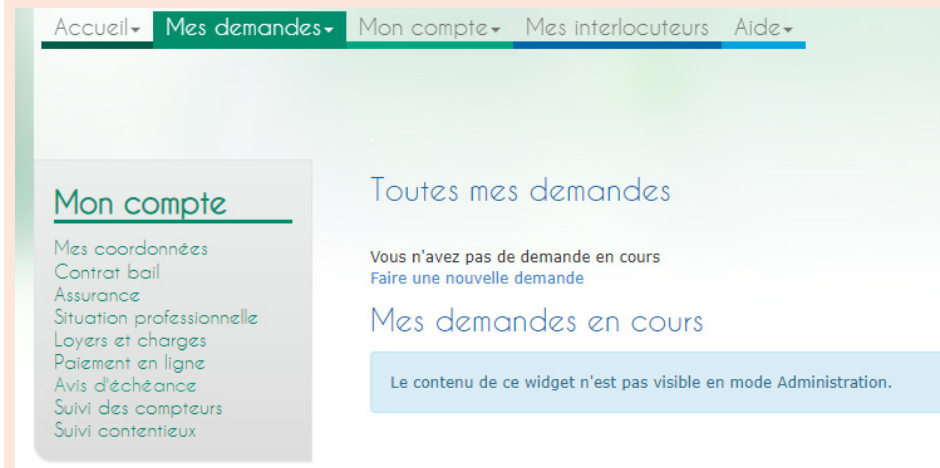 Accueil Mes demandes Mon compte Mes interlocuteurs Aide
Mon compte
Mes coordonnées
Contrat bail
Assurance
Situation professionnelle
Loyers et charges
Paiement en ligne
Avis d'échéance
Suivi des compteurs
Suivi contentieux
Toutes mes demandes
Vous n'avez pas de demande en cours
Faire une nouvelle demande
Mes demandes en cours
Le contenu de ce widget n'est pas visible en mode Administration.